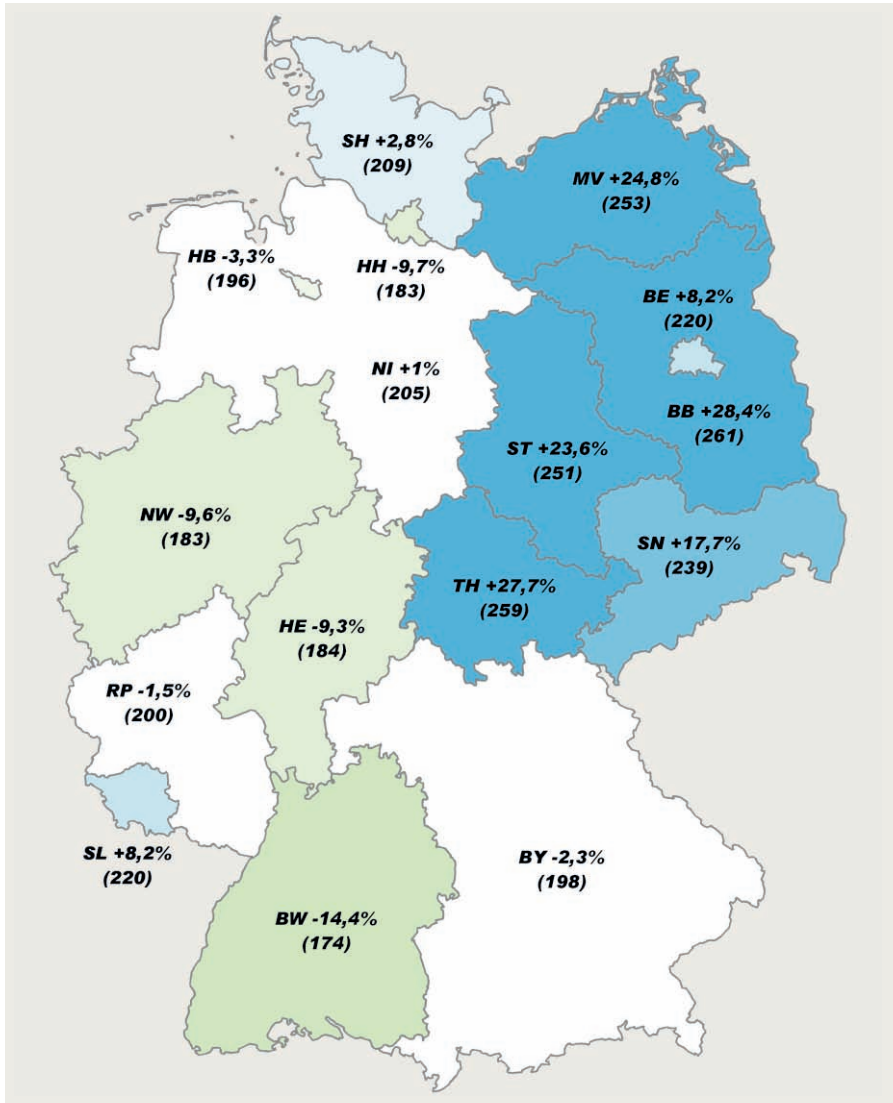 SH +2,8%
(209)
MV +24,8%
(253)
HB -3,3%
(196)
HH -9,7%
(183)
BE +8,2%
(220)
NI +1%
(205)
BB +28,4%
(261)
ST +23,6%
(251)
NW -9,6%
(183)
SN +17,7%
(239)
TH +27,7%
(259)
HE -9,3%
(184)
RP -1,5%
(200)
SL +8,2%
(220)
BY -2,3%
(198)
BW -14,4%
(174)